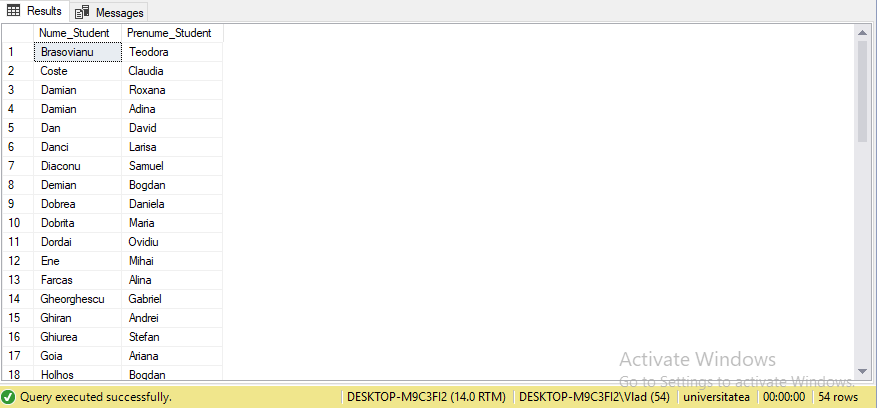 Results Messages
Nume_Student Prenume_Student
1 Brasovianu Teodora
2 Coste Claudia
3 Damian Roxana
4 Damian Adina
5 Dan David
6 Danci Larisa
7 Diaconu Samuel
8 Demian Bogdan
9 Dobrea Daniela
10 Dobrita Maria
11 Dordai Ovidiu
12 Ene Mihai
13 Farcas Alina
14 Gheorghescu Gabriel
15 Ghiran Andrei
16 Ghiurea Stefan
17 Goia Ariana
18 Holhos Bogdan
Activate Windows
Go to Settings to activate Windows.
Query executed successfully. DESKTOP-M9C3FI2 (14.0 RTM) DESKTOP-M9C3FI2\Vlad (54) universitatea 00:00:00 54 rows